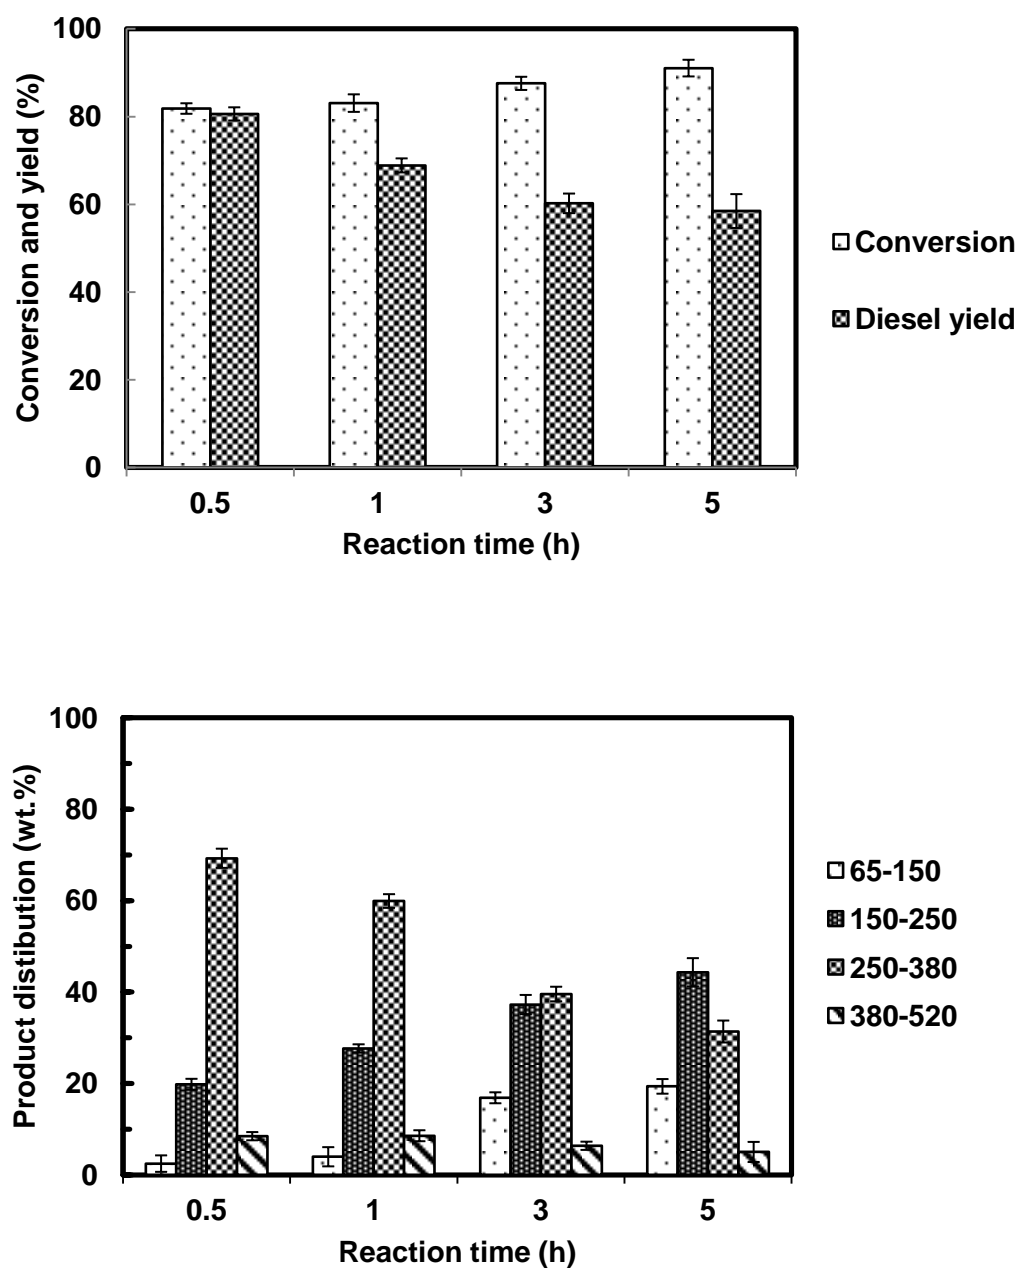 100
80
60
40
20
0
Conversion and yield (%)
0.5 1 3 5
Reaction time (h)
Conversion
Diesel yield
100
80
60
40
20
0
Product distibution (wt.%)
0.5 1 3 5
Reaction time (h)
65-150
150-250
250-380
380-520